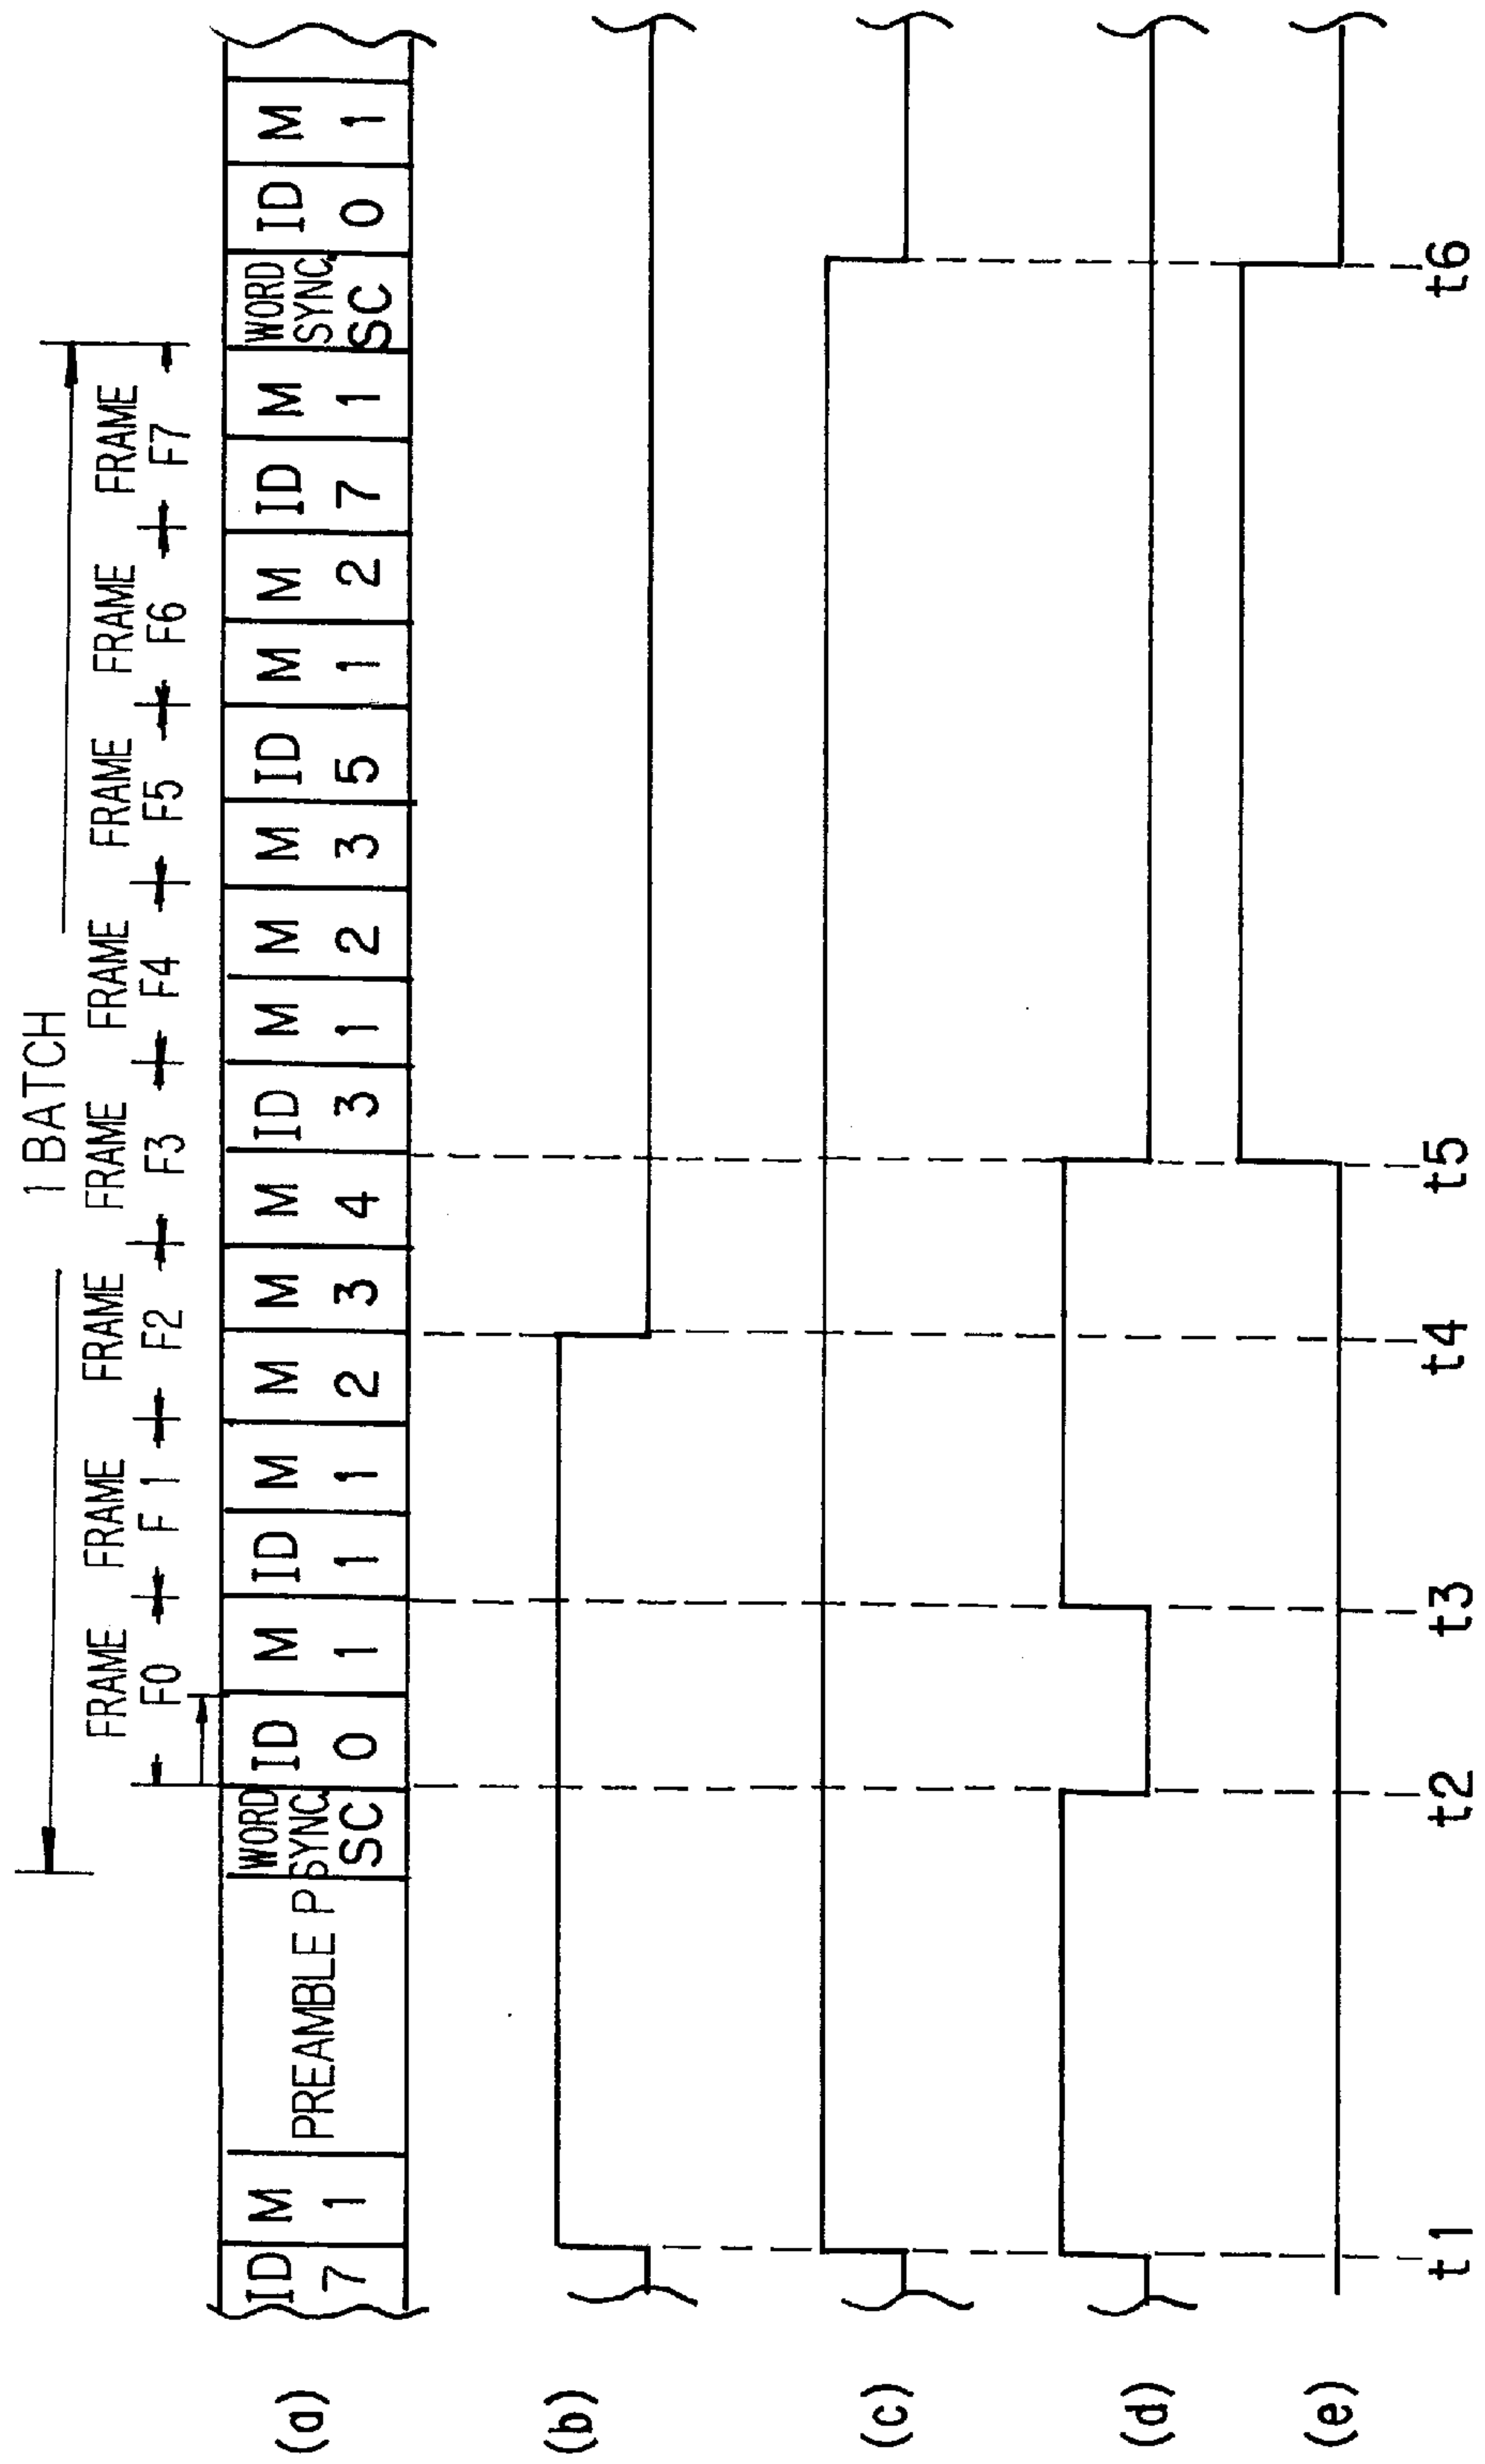 1 BATCH
FRAME F0
FRAME F 1
FRAME F2
FRAME F3
FRAME F4
FRAME F5
FRAME F6
FRAME F7
(a)
ID 7
M 1
PREAMBLE P
WORD SYNC. SC
ID 0
M 1
ID 1
M 1
M 2
M 3
M 4
ID 3
M 1
M 2
M 3
ID 5
M 1
M 2
ID 7
M 1
WORD SYNC. SC
ID 0
M 1
(b)
(c)
(d)
(e)
t1
t2
t3
t4
t5
t6